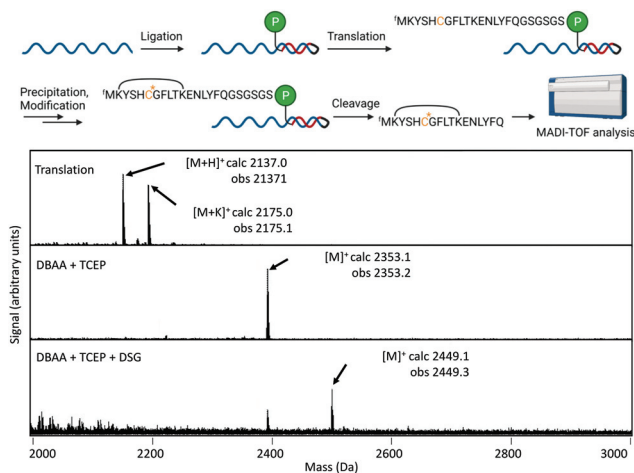 Ligation
P
Translation
ᶠMKYSHCGFLTKENLYFQGSGSGS
P
Precipitation,
Modification
*
ᶠMKYSHCGFLTKENLYFQGSGSGS
P
Cleavage
*
ᶠMKYSHCGFLTKENLYFQ
MADI-TOF analysis
Signal (arbitrary units)
Translation
[M+H]⁺ calc 2137.0
obs 21371
[M+K]⁺ calc 2175.0
obs 2175.1
DBAA + TCEP
[M]⁺ calc 2353.1
obs 2353.2
DBAA + TCEP + DSG
[M]⁺ calc 2449.1
obs 2449.3
2000 2200 2400 2600 2800 3000
Mass (Da)